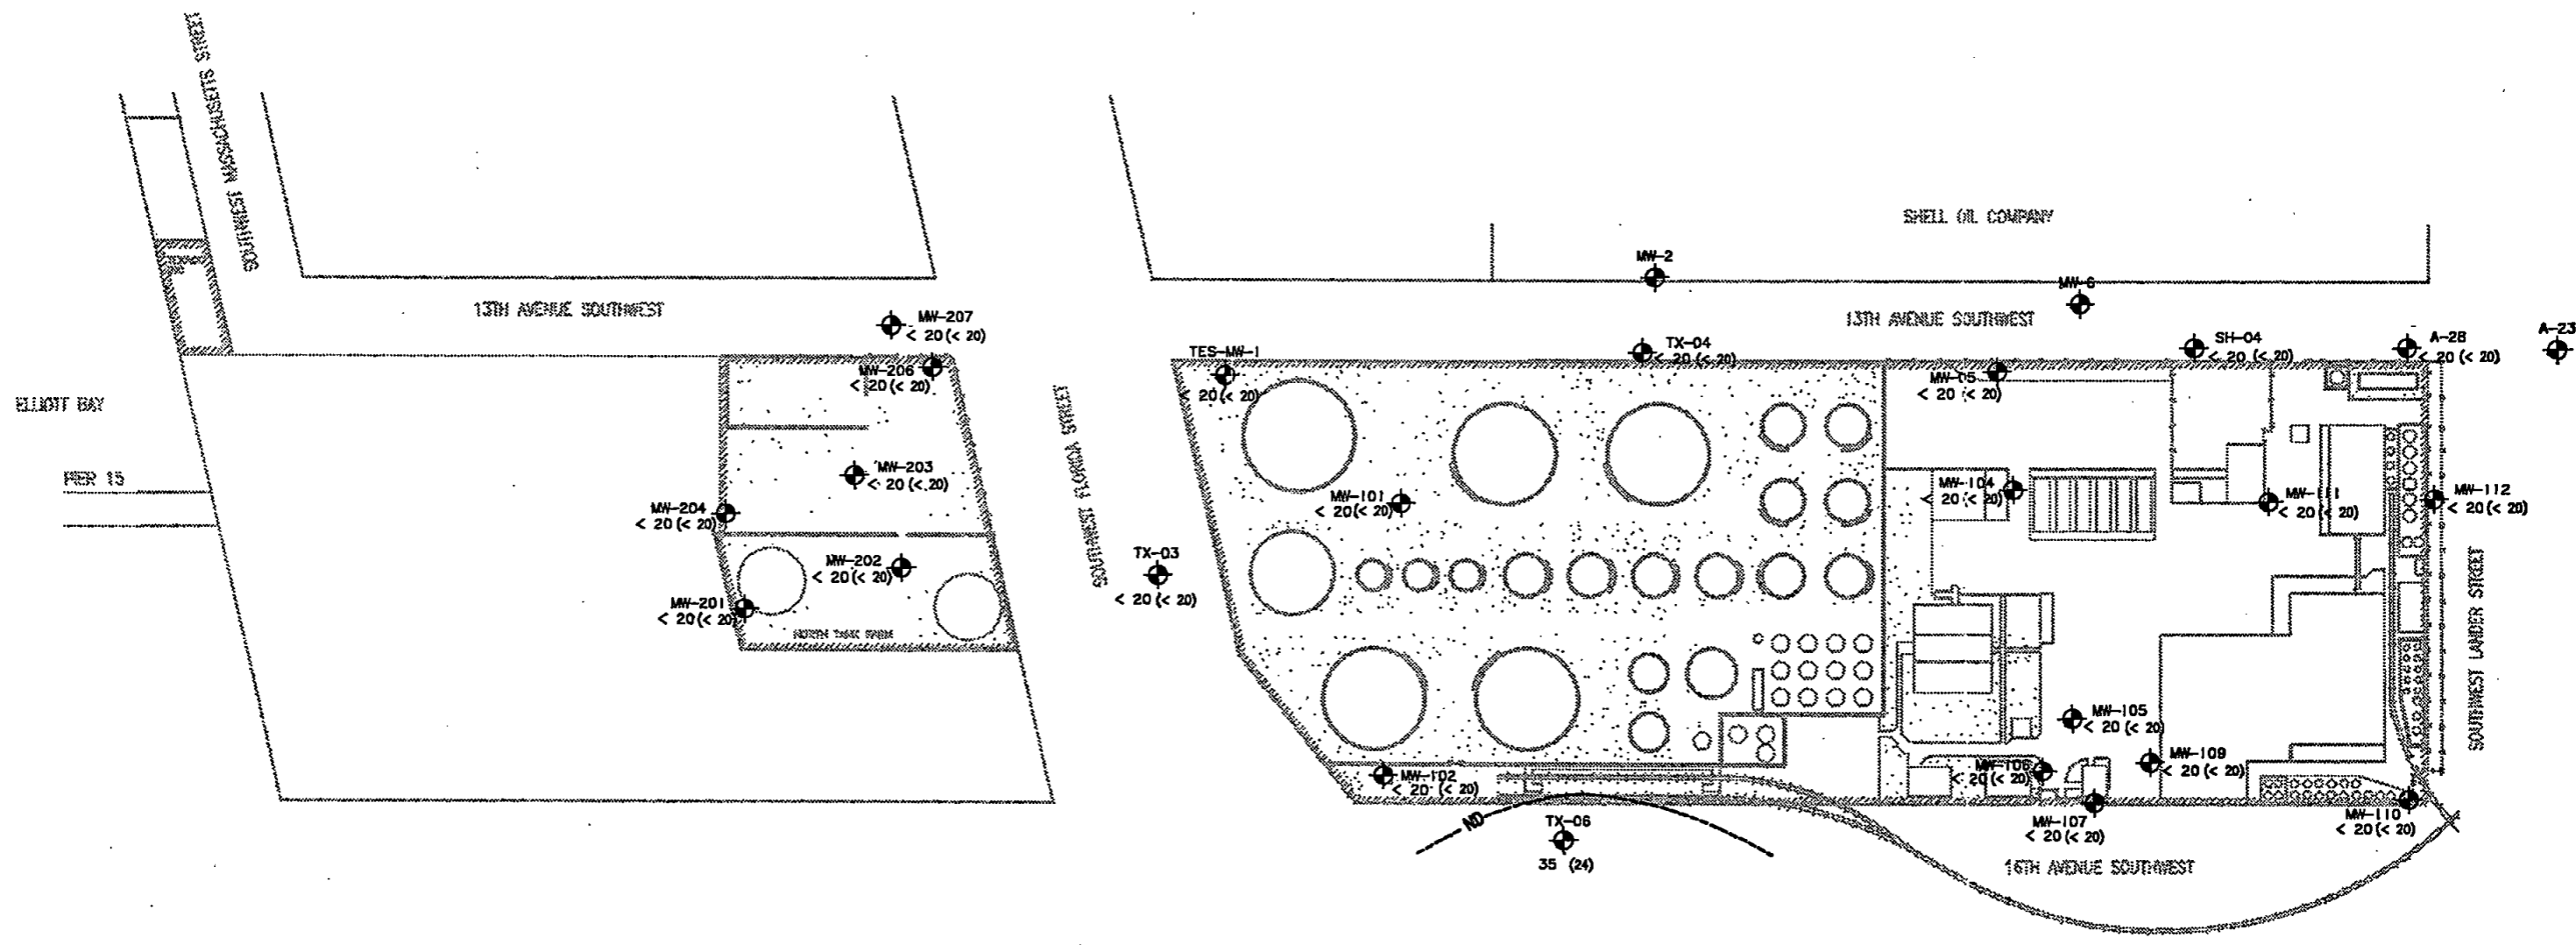 SOUTHWEST MASSACHUSETTS STREET
SHELL OIL COMPANY
MW-2
MW-6
13TH AVENUE SOUTHWEST
13TH AVENUE SOUTHWEST
MW-207
< 20 (< 20)
TX-04
< 20 (< 20)
SH-04
< 20 (< 20)
A-28
< 20 (< 20)
A-23
TES-MW-1
< 20 (< 20)
MW-206
< 20 (< 20)
MW-05
< 20 (< 20)
ELLIOTT BAY
SOUTHWEST FLORIDA STREET
PIER 15
MW-203
< 20 (< 20)
MW-204
< 20 (< 20)
MW-101
< 20 (< 20)
MW-104
< 20 (< 20)
MW-111
< 20 (< 20)
MW-112
< 20 (< 20)
MW-202
< 20 (< 20)
TX-03
< 20 (< 20)
MW-201
< 20 (< 20)
NORTH TANK FARM
SOUTHWEST LANDER STREET
MW-105
< 20 (< 20)
MW-109
< 20 (< 20)
MW-106
< 20 (< 20)
MW-102
< 20 (< 20)
MW-107
< 20 (< 20)
MW-110
< 20 (< 20)
ND
TX-06
35 (24)
16TH AVENUE SOUTHWEST